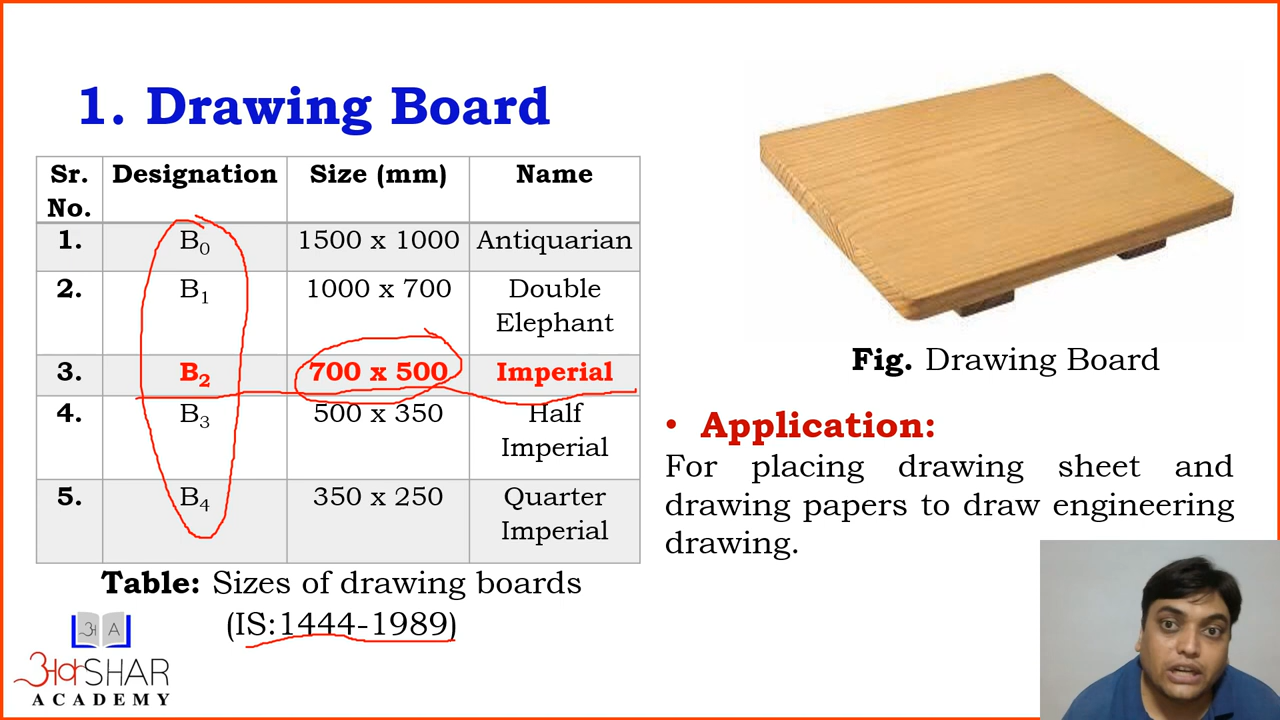 1. Drawing Board
Sr. No. Designation Size (mm) Name
1. B₀ 1500 x 1000 Antiquarian
2. B₁ 1000 x 700 Double Elephant
3. B₂ 700 x 500 Imperial
4. B₃ 500 x 350 Half Imperial
5. B₄ 350 x 250 Quarter Imperial
Table: Sizes of drawing boards
(IS:1444-1989)
Fig. Drawing Board
• Application:
For placing drawing sheet and
drawing papers to draw engineering
drawing.
अ A
अक्SHAR
ACADEMY